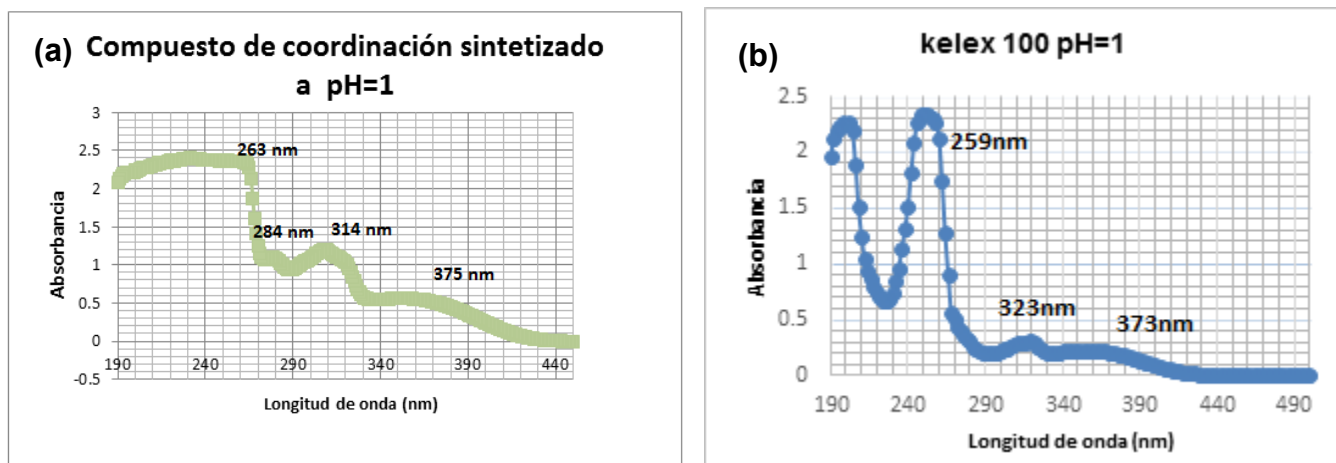 (a) Compuesto de coordinación sintetizado
a pH=1
3
2.5
2
1.5
1
0.5
0
-0.5
263 nm
284 nm
314 nm
375 nm
190
240
290
340
390
440
Absorbancia
Longitud de onda (nm)
(b)
kelex 100 pH=1
2.5
2
1.5
1
0.5
0
259nm
323nm
373nm
190
240
290
340
390
440
490
Absorbancia
Longitud de onda (nm)